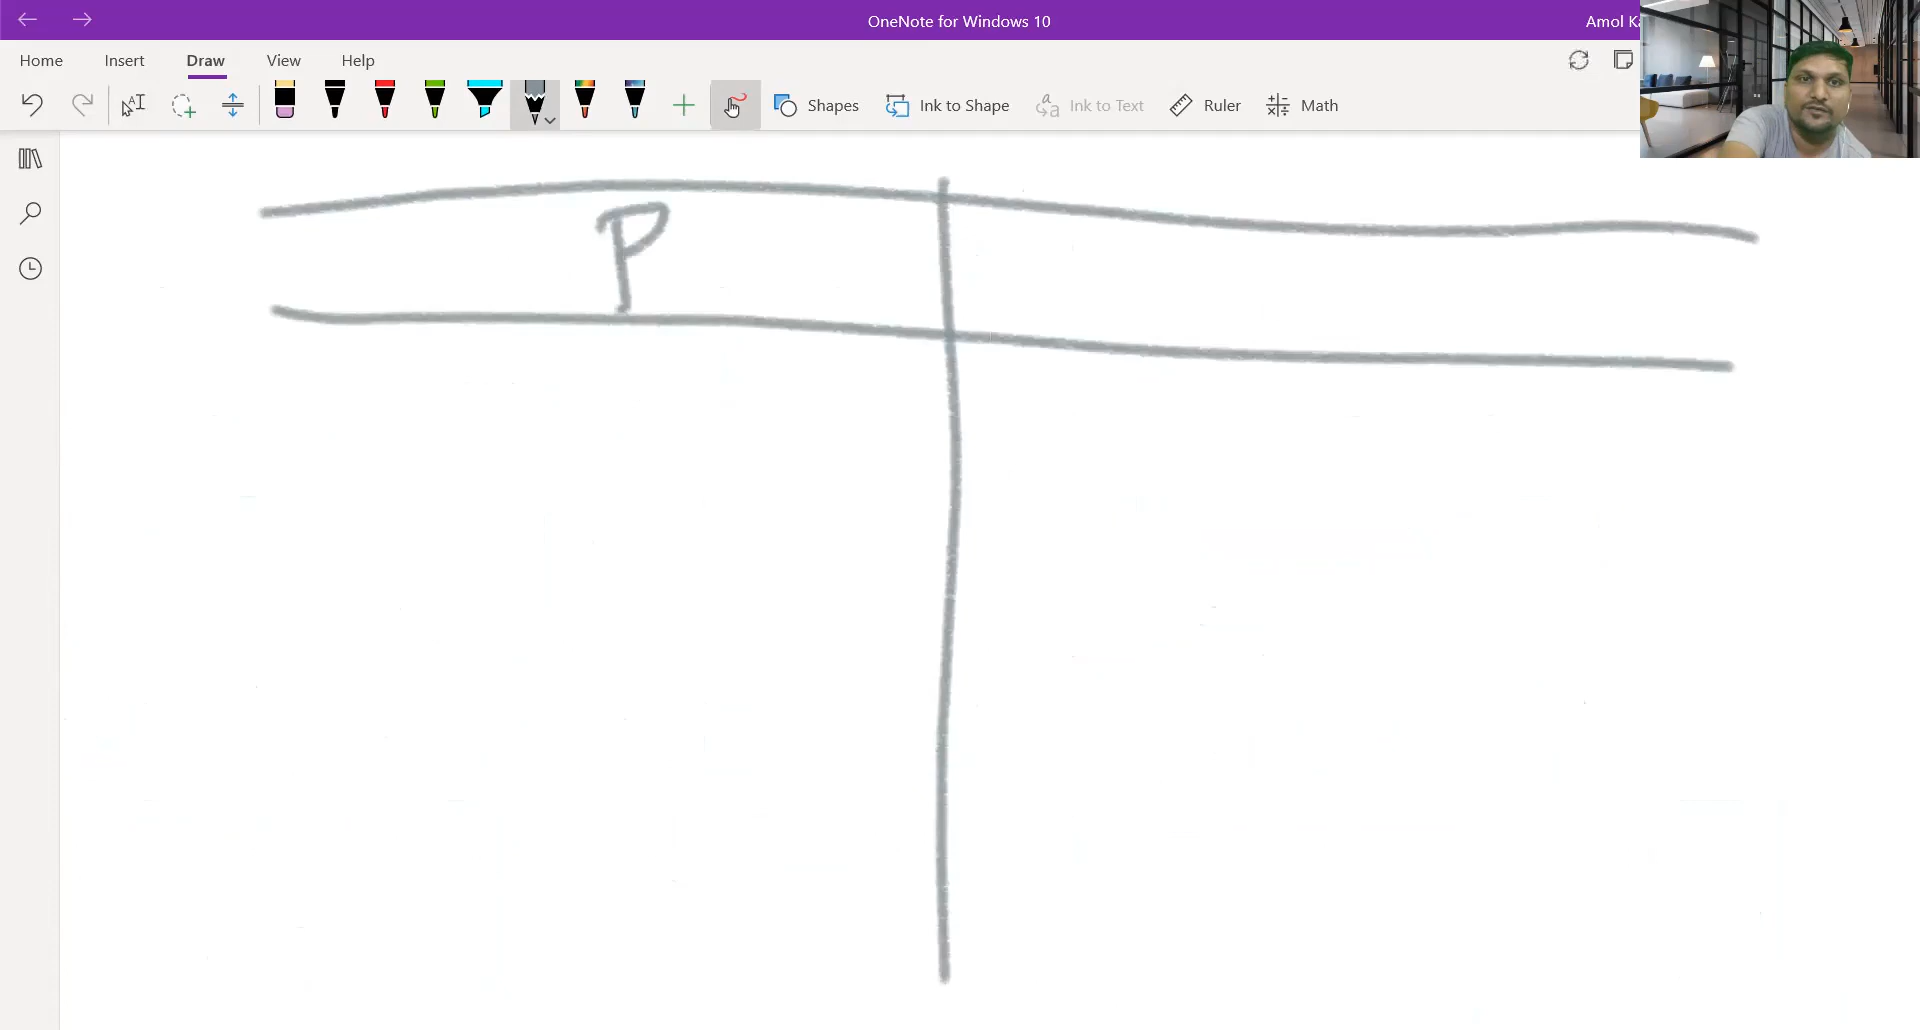 OneNote for Windows 10
Amol Ka
Home Insert Draw View Help
Shapes Ink to Shape Ink to Text Ruler Math
P